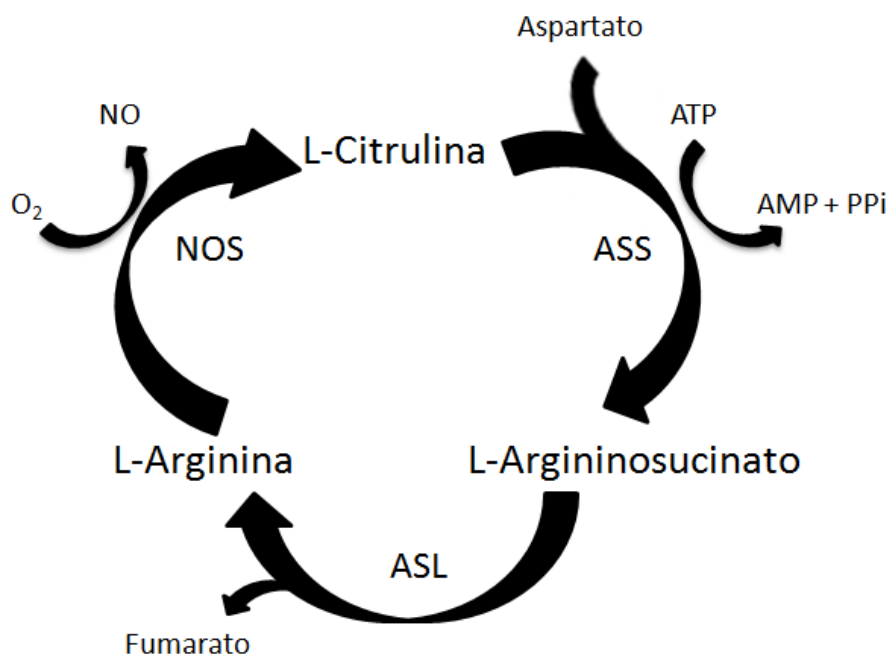 Aspartato
NO
ATP
L-Citrulina
O₂
AMP + PPi
NOS
ASS
L-Arginina
L-Argininosucinato
ASL
Fumarato